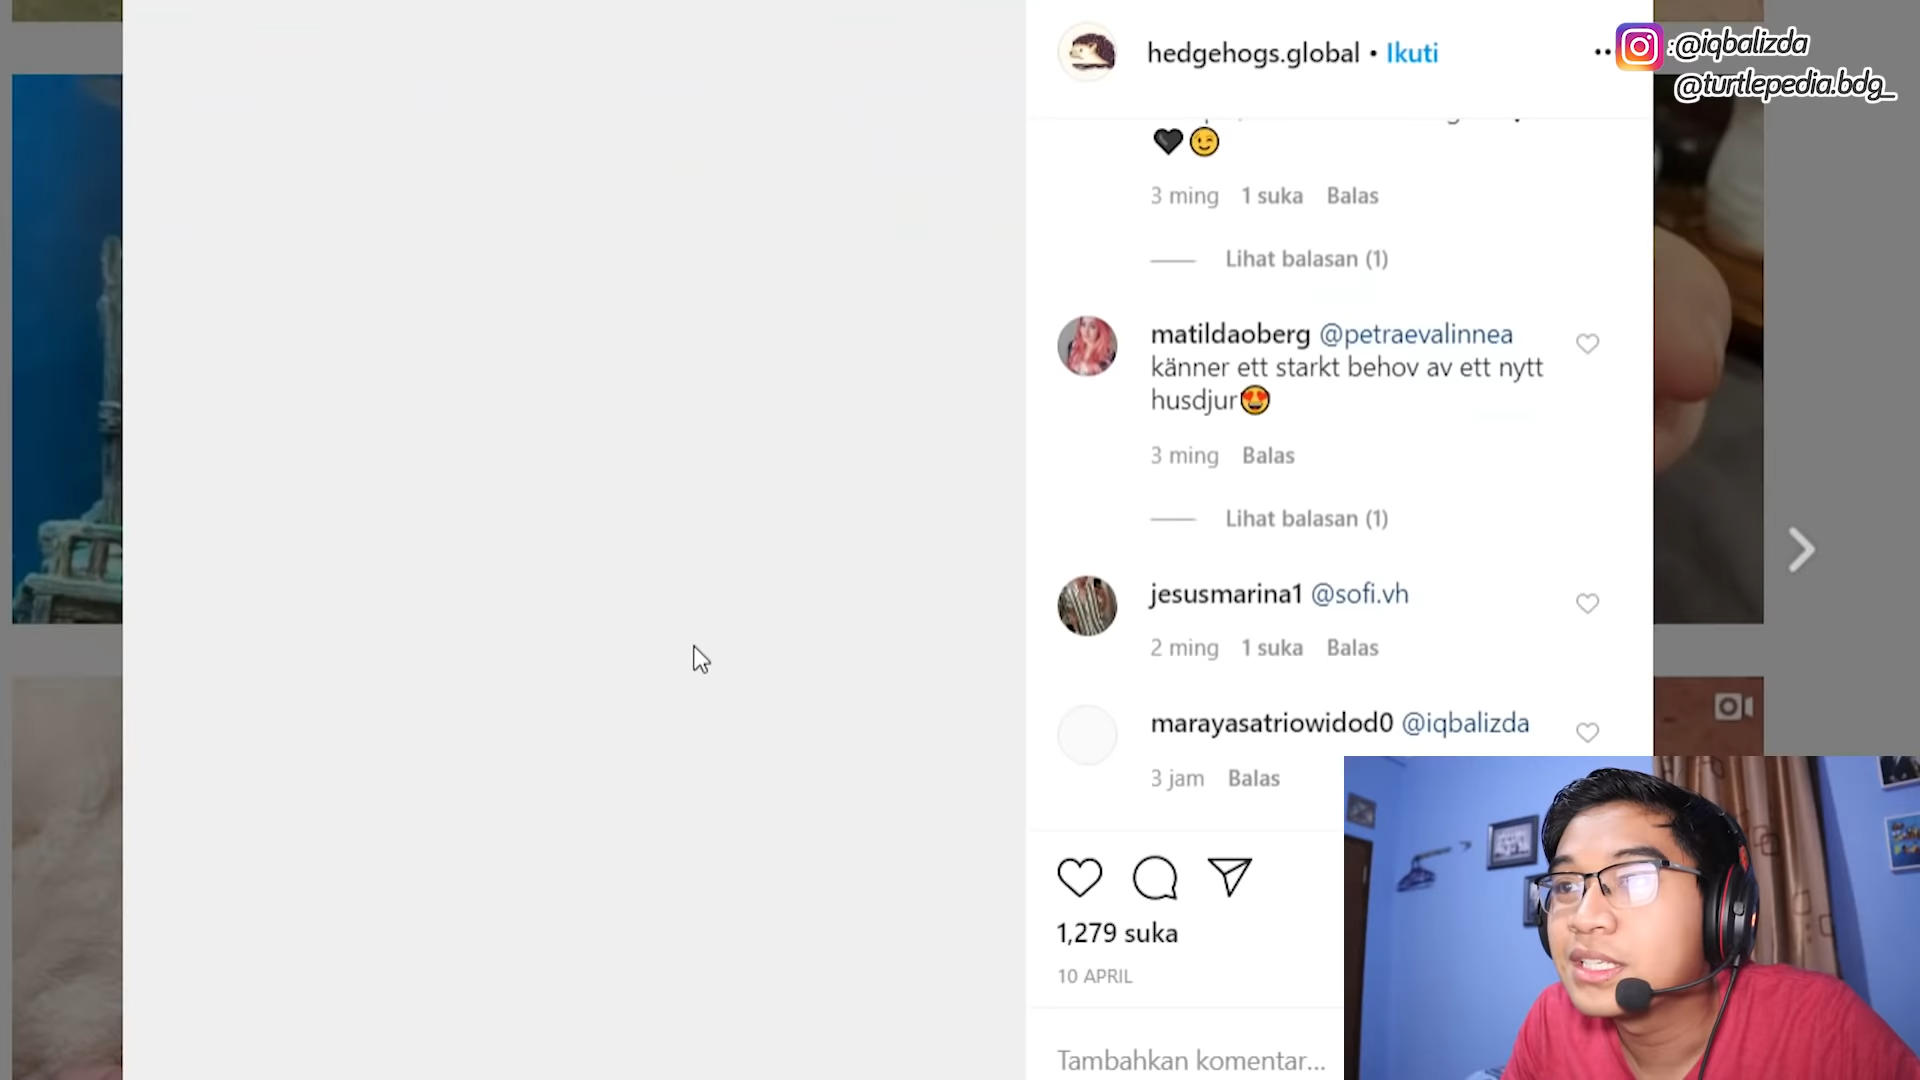 hedgehogs.global • Ikuti
: @iqbalizda
@turtlepedia.bdg_
🖤😉
3 ming 1 suka Balas
Lihat balasan (1)
matildaoberg @petraevalinnea
känner ett starkt behov av ett nytt
husdjur😍
3 ming Balas
Lihat balasan (1)
jesusmarina1 @sofi.vh
2 ming 1 suka Balas
marayasatriowidod0 @iqbalizda
3 jam Balas
1,279 suka
10 APRIL
Tambahkan komentar...